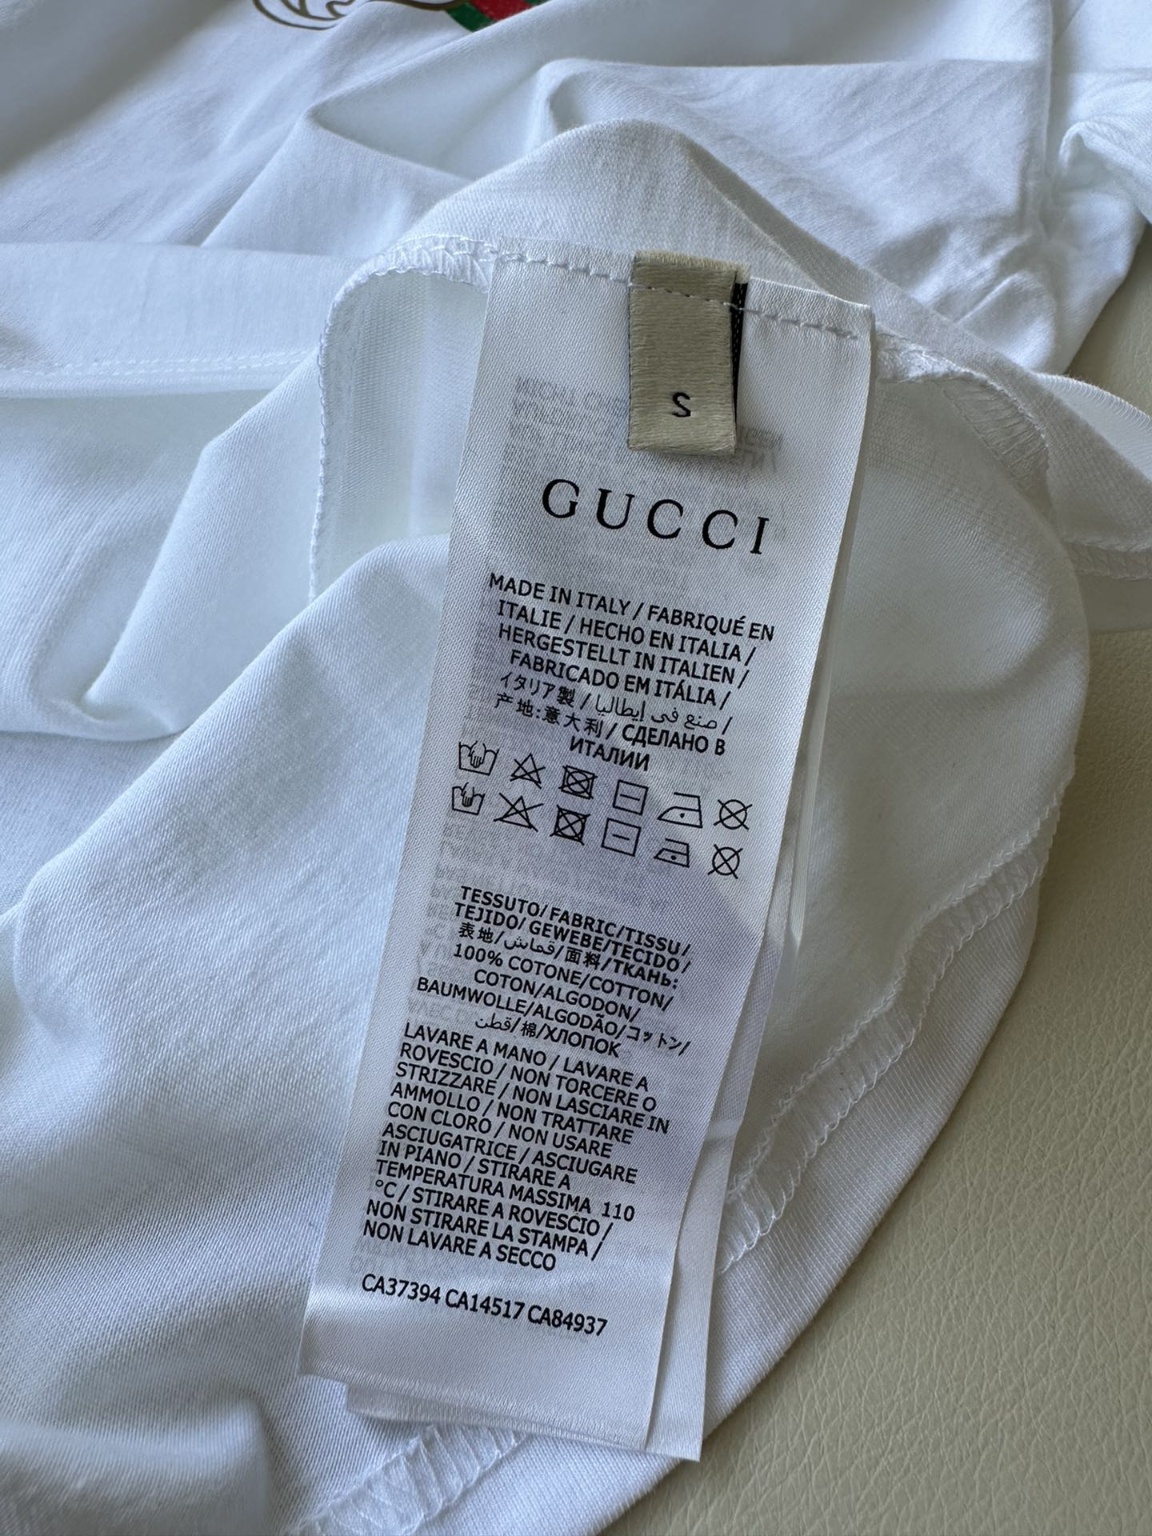 S
GUCCI
MADE IN ITALY / FABRIQUÉ EN
ITALIE / HECHO EN ITALIA /
HERGESTELLT IN ITALIEN /
FABRICADO EM ITÁLIA /
イタリア製 / صنع في إيطاليا /
产地:意大利 / СДЕЛАНО В
ИТАЛИИ
TESSUTO/FABRIC/TISSU/
TEJIDO/GEWEBE/TECIDO/
表地/قماش/面料/ТКАНЬ:
100% COTONE/COTTON/
COTON/ALGODON/
BAUMWOLLE/ALGODÃO/コットン/
قطن/棉/ХЛОПОК
LAVARE A MANO / LAVARE A
ROVESCIO / NON TORCERE O
STRIZZARE / NON LASCIARE IN
AMMOLLO / NON TRATTARE
CON CLORO / NON USARE
ASCIUGATRICE / ASCIUGARE
IN PIANO / STIRARE A
TEMPERATURA MASSIMA 110
°C / STIRARE A ROVESCIO /
NON STIRARE LA STAMPA /
NON LAVARE A SECCO
CA37394 CA14517 CA84937